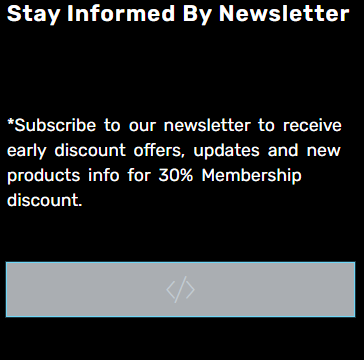 Stay Informed By Newsletter
*Subscribe to our newsletter to receive
early discount offers, updates and new
products info for 30% Membership
discount.